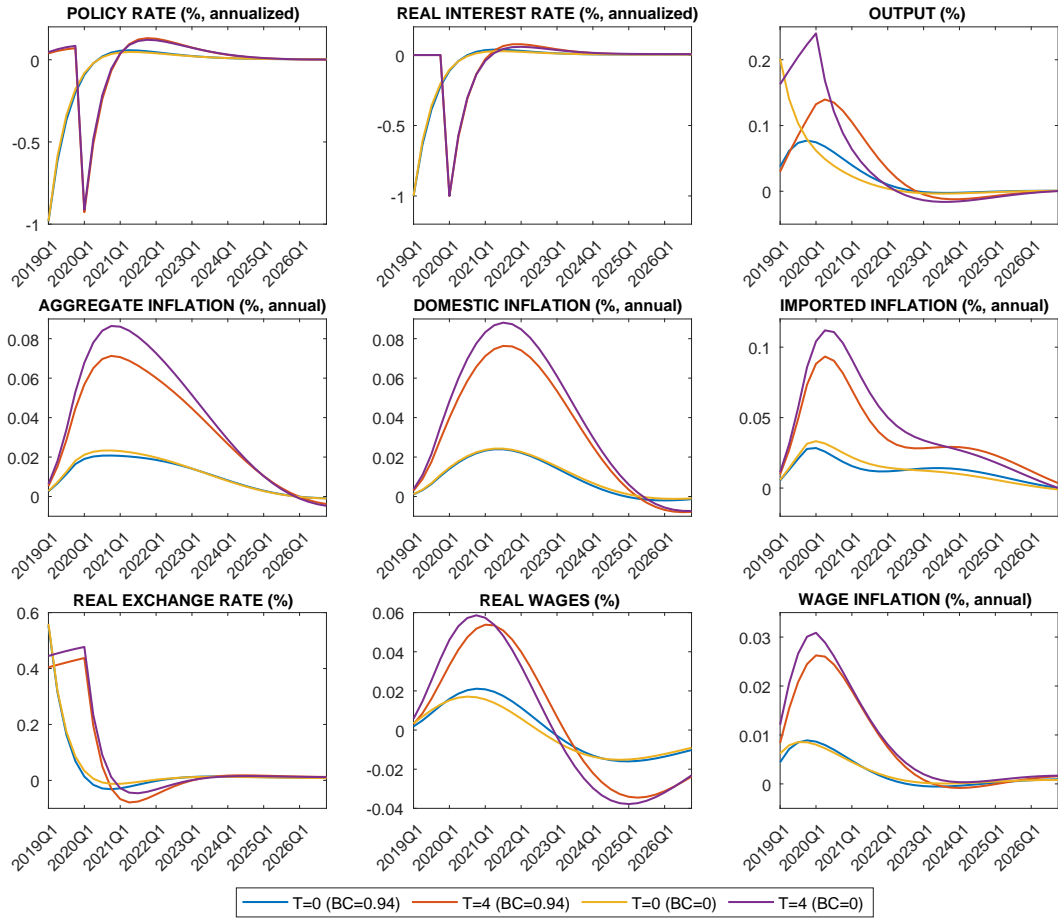 POLICY RATE (%, annualized)
REAL INTEREST RATE (%, annualized)
OUTPUT (%)
0
-0.5
-1
0
-0.5
-1
0.2
0.1
0
2019Q1
2020Q1
2021Q1
2022Q1
2023Q1
2024Q1
2025Q1
2026Q1
2019Q1
2020Q1
2021Q1
2022Q1
2023Q1
2024Q1
2025Q1
2026Q1
2019Q1
2020Q1
2021Q1
2022Q1
2023Q1
2024Q1
2025Q1
2026Q1
AGGREGATE INFLATION (%, annual)
DOMESTIC INFLATION (%, annual)
IMPORTED INFLATION (%, annual)
0.08
0.06
0.04
0.02
0
0.08
0.06
0.04
0.02
0
0.1
0.05
0
2019Q1
2020Q1
2021Q1
2022Q1
2023Q1
2024Q1
2025Q1
2026Q1
2019Q1
2020Q1
2021Q1
2022Q1
2023Q1
2024Q1
2025Q1
2026Q1
2019Q1
2020Q1
2021Q1
2022Q1
2023Q1
2024Q1
2025Q1
2026Q1
REAL EXCHANGE RATE (%)
REAL WAGES (%)
WAGE INFLATION (%, annual)
0.6
0.4
0.2
0
0.06
0.04
0.02
0
-0.02
-0.04
0.03
0.02
0.01
0
2019Q1
2020Q1
2021Q1
2022Q1
2023Q1
2024Q1
2025Q1
2026Q1
2019Q1
2020Q1
2021Q1
2022Q1
2023Q1
2024Q1
2025Q1
2026Q1
2019Q1
2020Q1
2021Q1
2022Q1
2023Q1
2024Q1
2025Q1
2026Q1
T=0 (BC=0.94) T=4 (BC=0.94) T=0 (BC=0) T=4 (BC=0)